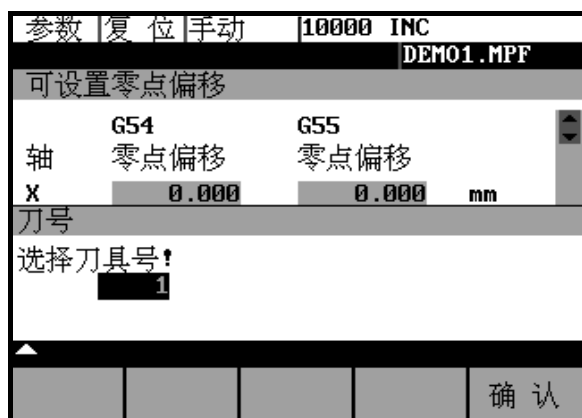 参数 复 位 手动 10000 INC
DEMO1.MPF
可设置零点偏移
G54 G55
轴 零点偏移 零点偏移
X 0.000 0.000 mm
刀号
选择刀具号!
1
确 认